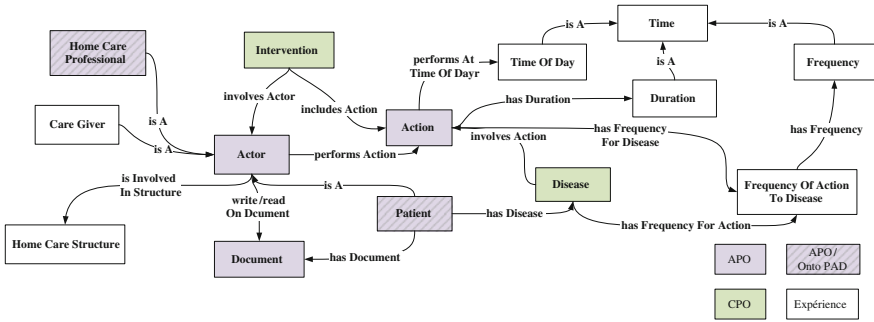 Home Care
Professional
Intervention
is A
Time
is A
performs At
Time Of Dayr
Time Of Day
Frequency
is A
involves Actor
includes Action
has Duration
Duration
Care Giver
is A
Action
is A
Actor
performs Action
involves Action
has Frequency
For Disease
has Frequency
is Involved
In Structure
is A
Disease
Frequency Of Action
To Disease
write/read
On Dcument
Patient
has Disease
has Frequency For Action
Home Care Structure
Document
has Document
APO
APO/
Onto PAD
CPO
Expérience